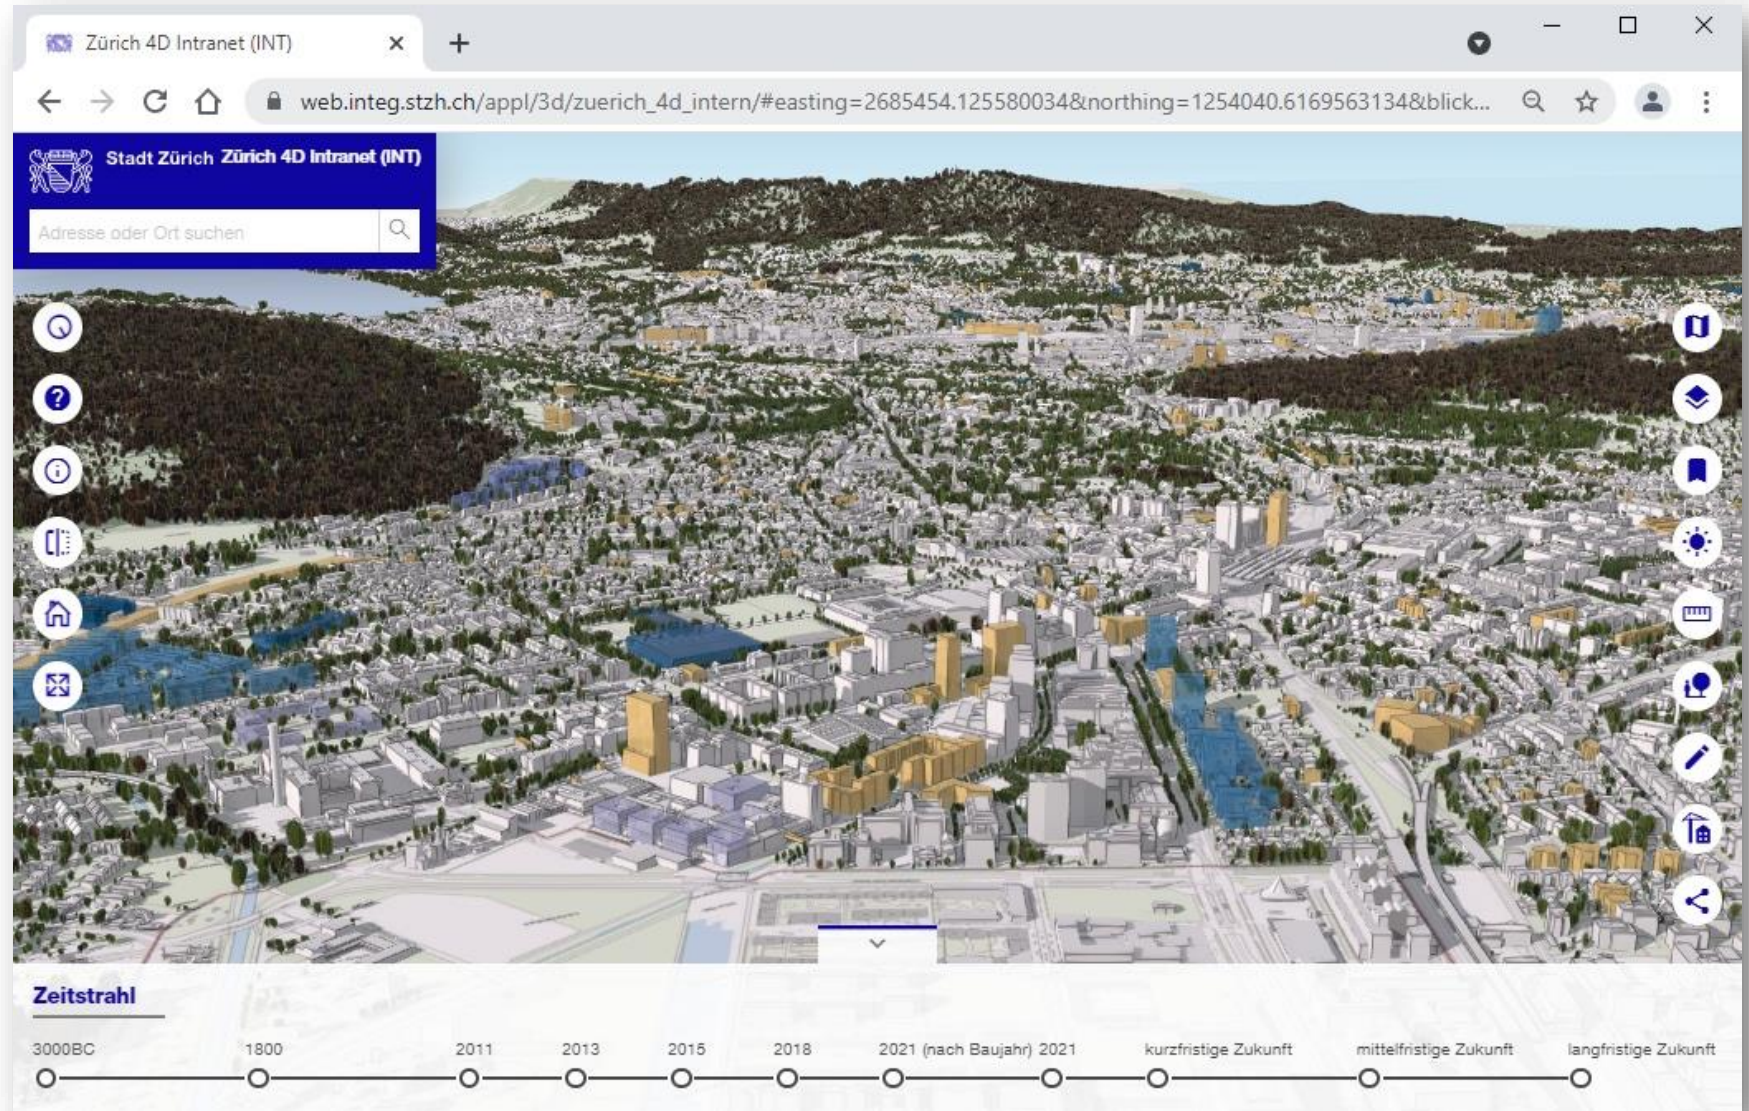 Zürich 4D Intranet (INT)
web.integ.stzh.ch/appl/3d/zuerich_4d_intern/#easting=2685454.125580034&northing=1254040.6169563134&blick...
Stadt Zürich Zürich 4D Intranet (INT)
Adresse oder Ort suchen
Zeitstrahl
3000BC 1800 2011 2013 2015 2018 2021 (nach Baujahr) 2021 kurzfristige Zukunft mittelfristige Zukunft langfristige Zukunft